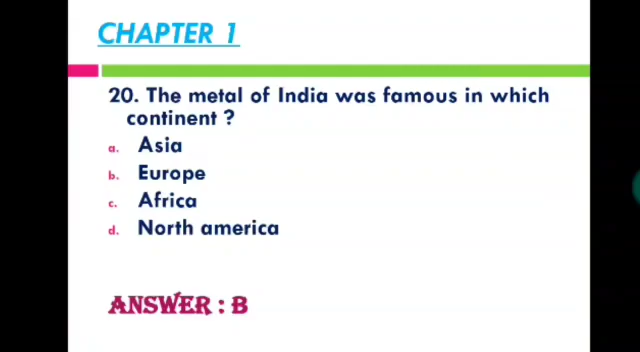 CHAPTER 1
20. The metal of India was famous in which
continent ?
a. Asia
b. Europe
c. Africa
d. North america
ANSWER : B